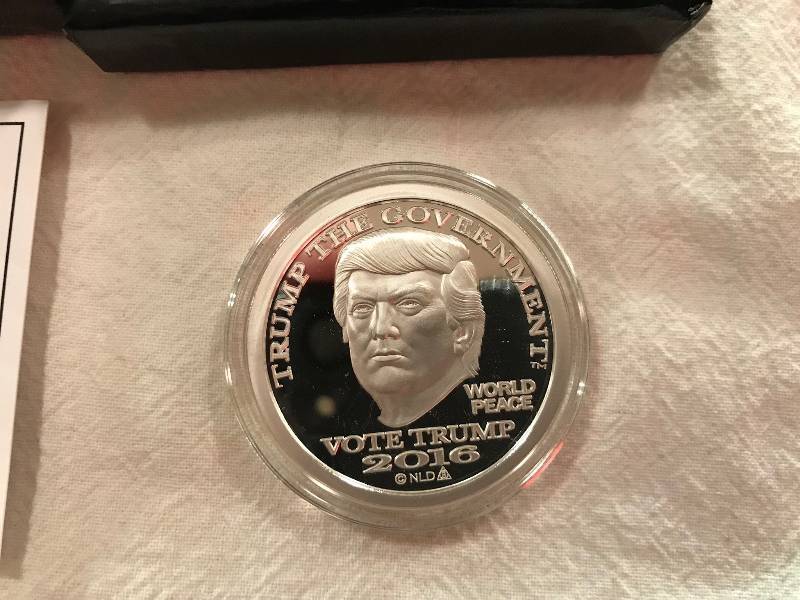 TRUMP THE GOVERNMENT™
WORLD
PEACE
VOTE TRUMP
2016
© NLD